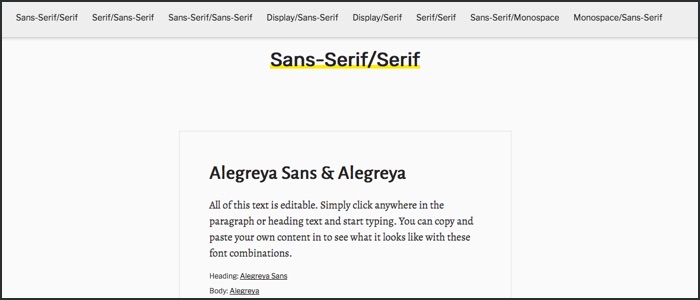 Sans-Serif/Serif Serif/Sans-Serif Sans-Serif/Sans-Serif Display/Sans-Serif Display/Serif Serif/Serif Sans-Serif/Monospace Monospace/Sans-Serif
Sans-Serif/Serif
Alegreya Sans & Alegreya
All of this text is editable. Simply click anywhere in the
paragraph or heading text and start typing. You can copy and
paste your own content in to see what it looks like with these
font combinations.
Heading: Alegreya Sans
Body: Alegreya